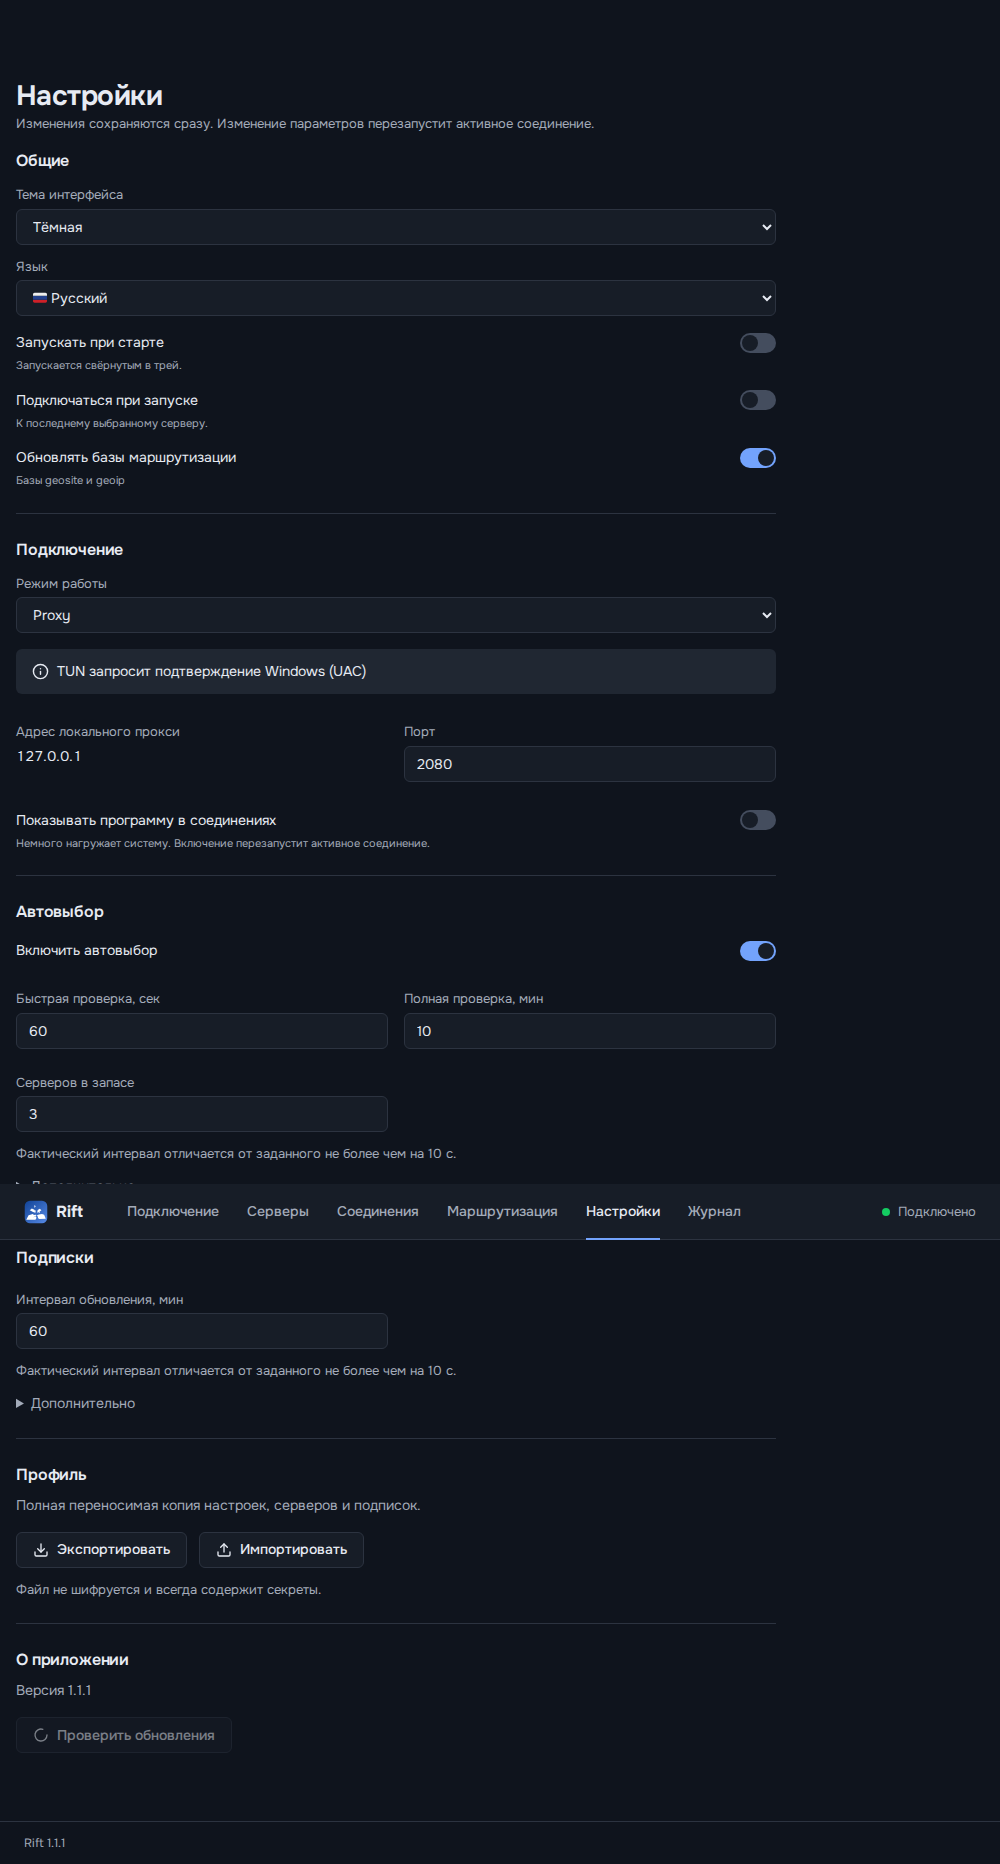 Настройки
Изменения сохраняются сразу. Изменение параметров перезапустит активное соединение.
Общие
Тема интерфейса
Тёмная
Язык
Русский
Запускать при старте
Запускается свёрнутым в трей.
Подключаться при запуске
К последнему выбранному серверу.
Обновлять базы маршрутизации
Базы geosite и geoip
Подключение
Режим работы
Proxy
TUN запросит подтверждение Windows (UAC)
Адрес локального прокси
Порт
127.0.0.1
2080
Показывать программу в соединениях
Немного нагружает систему. Включение перезапустит активное соединение.
Автовыбор
Включить автовыбор
Быстрая проверка, сек
Полная проверка, мин
60
10
Серверов в запасе
3
Фактический интервал отличается от заданного не более чем на 10 с.
Rift Подключение Серверы Соединения Маршрутизация Настройки Журнал Подключено
Подписки
Интервал обновления, мин
60
Фактический интервал отличается от заданного не более чем на 10 с.
Дополнительно
Профиль
Полная переносимая копия настроек, серверов и подписок.
Экспортировать Импортировать
Файл не шифруется и всегда содержит секреты.
О приложении
Версия 1.1.1
Проверить обновления
Rift 1.1.1